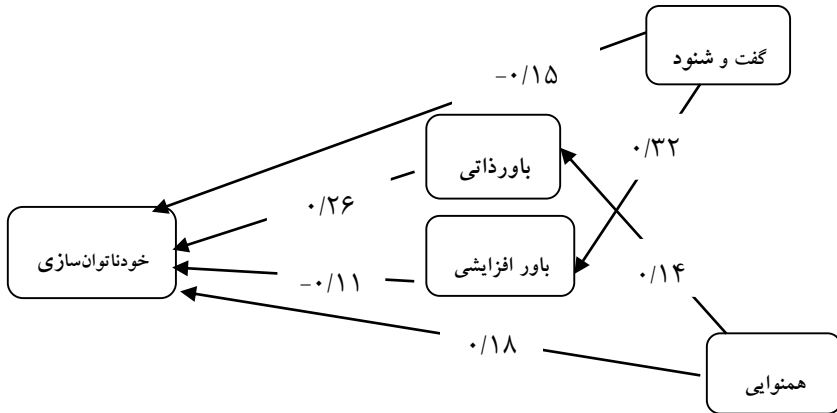 گفت و شنود
-۰/۱۵
باورذاتی
۰/۳۲
۰/۲۶
خودناتوان‌سازی
باور افزایشی
-۰/۱۱
۰/۱۴
۰/۱۸
همنوایی